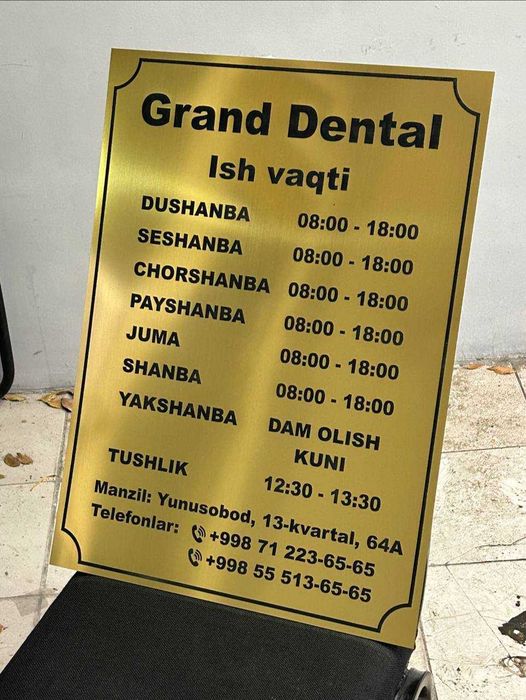 Grand Dental
Ish vaqti
DUSHANBA 08:00 - 18:00
SESHANBA 08:00 - 18:00
CHORSHANBA 08:00 - 18:00
PAYSHANBA 08:00 - 18:00
JUMA 08:00 - 18:00
SHANBA 08:00 - 18:00
YAKSHANBA DAM OLISH
KUNI
TUSHLIK 12:30 - 13:30
Manzil: Yunusobod, 13-kvartal, 64A
Telefonlar: +998 71 223-65-65
+998 55 513-65-65